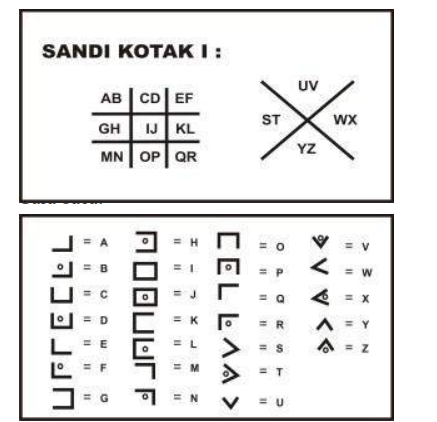 SANDI KOTAK I :
AB CD EF
GH IJ KL
MN OP QR
UV
ST WX
YZ
= A = H = O = V
= B = I = P = W
= C = J = Q = X
= D = K = R = Y
= E = L = S = Z
= F = M = T
= G = N = U